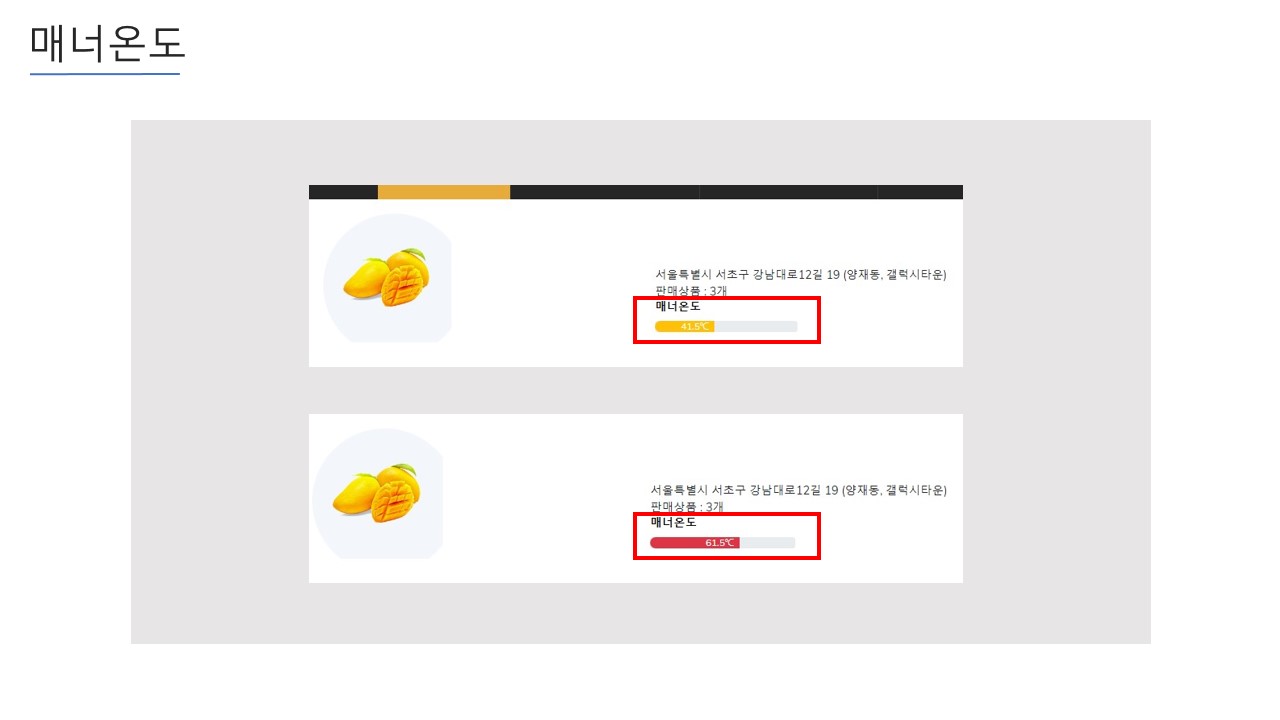 매너온도
서울특별시 서초구 강남대로12길 19 (양재동, 갤럭시타운)
판매상품 : 3개
매너온도
41.5℃
서울특별시 서초구 강남대로12길 19 (양재동, 갤럭시타운)
판매상품 : 3개
매너온도
61.5℃